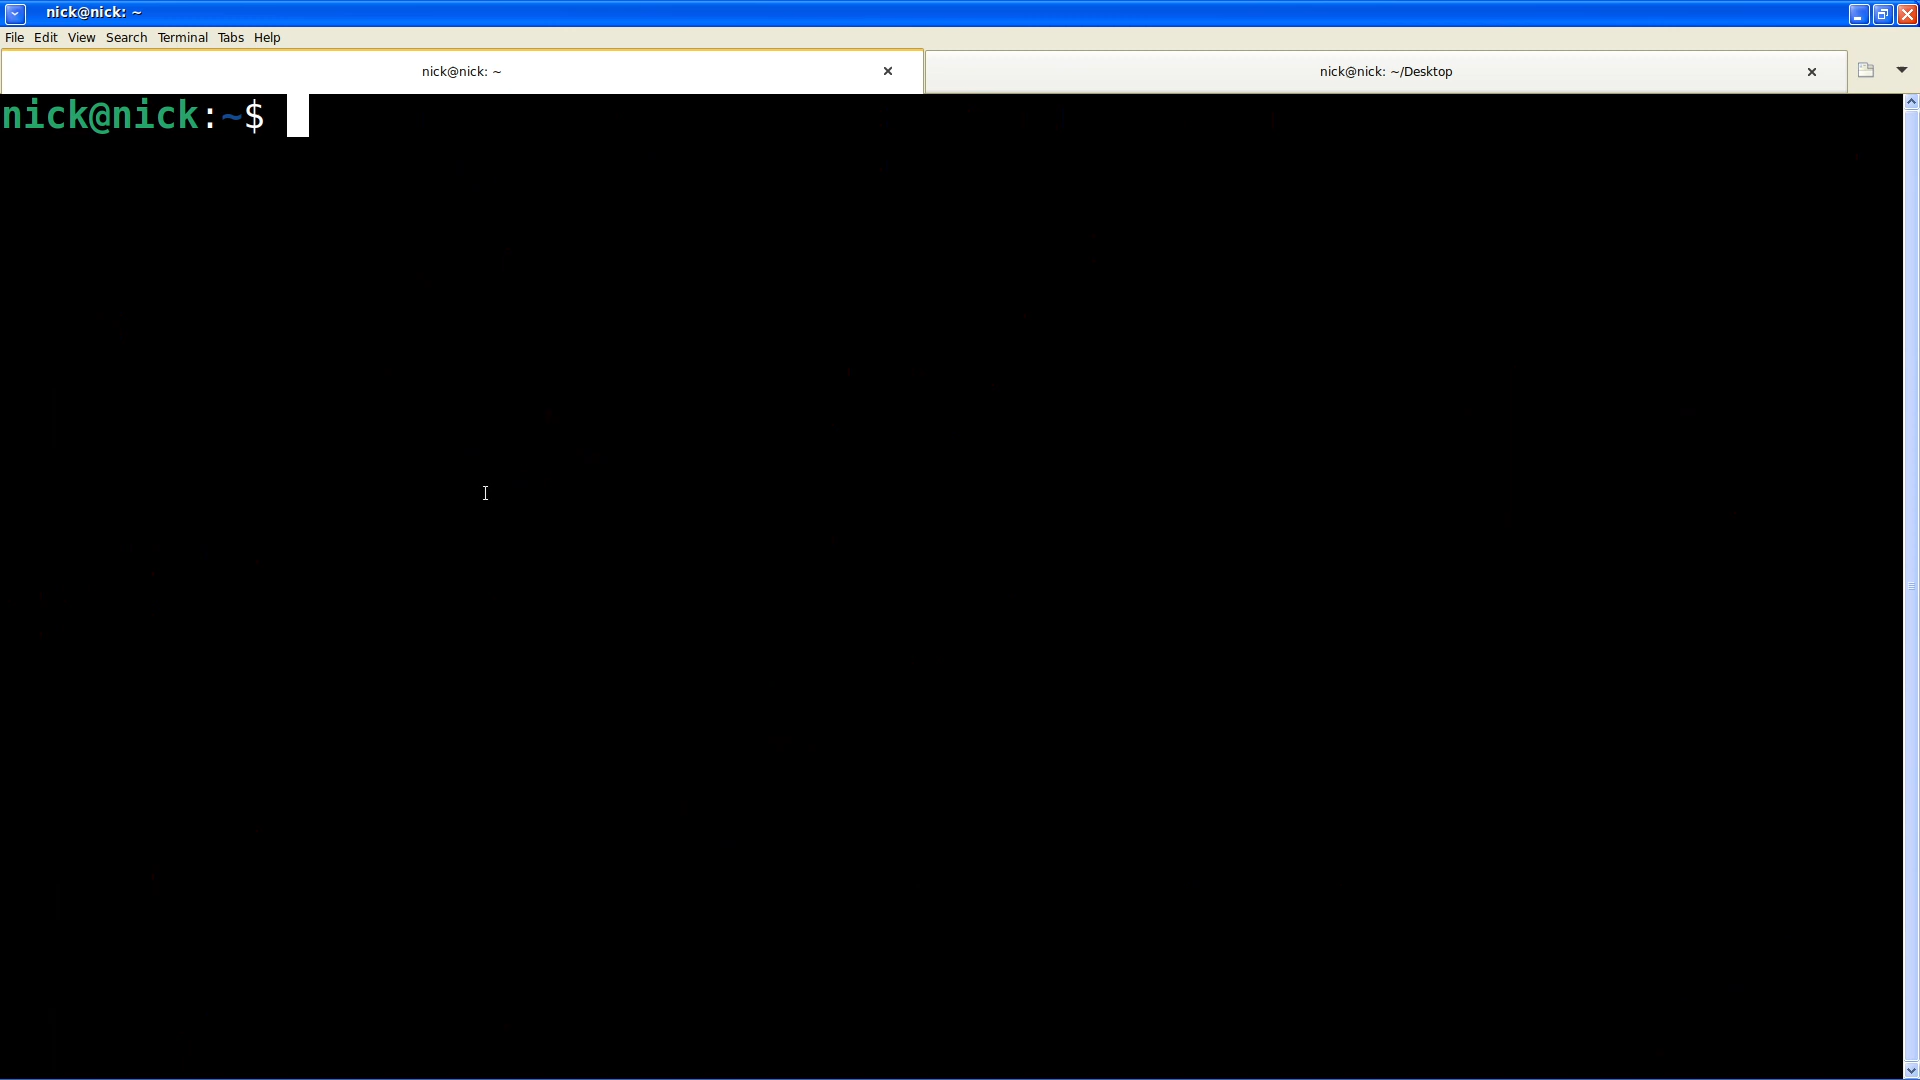 nick@nick: ~
File Edit View Search Terminal Tabs Help
nick@nick: ~ nick@nick: ~/Desktop
nick@nick:~$